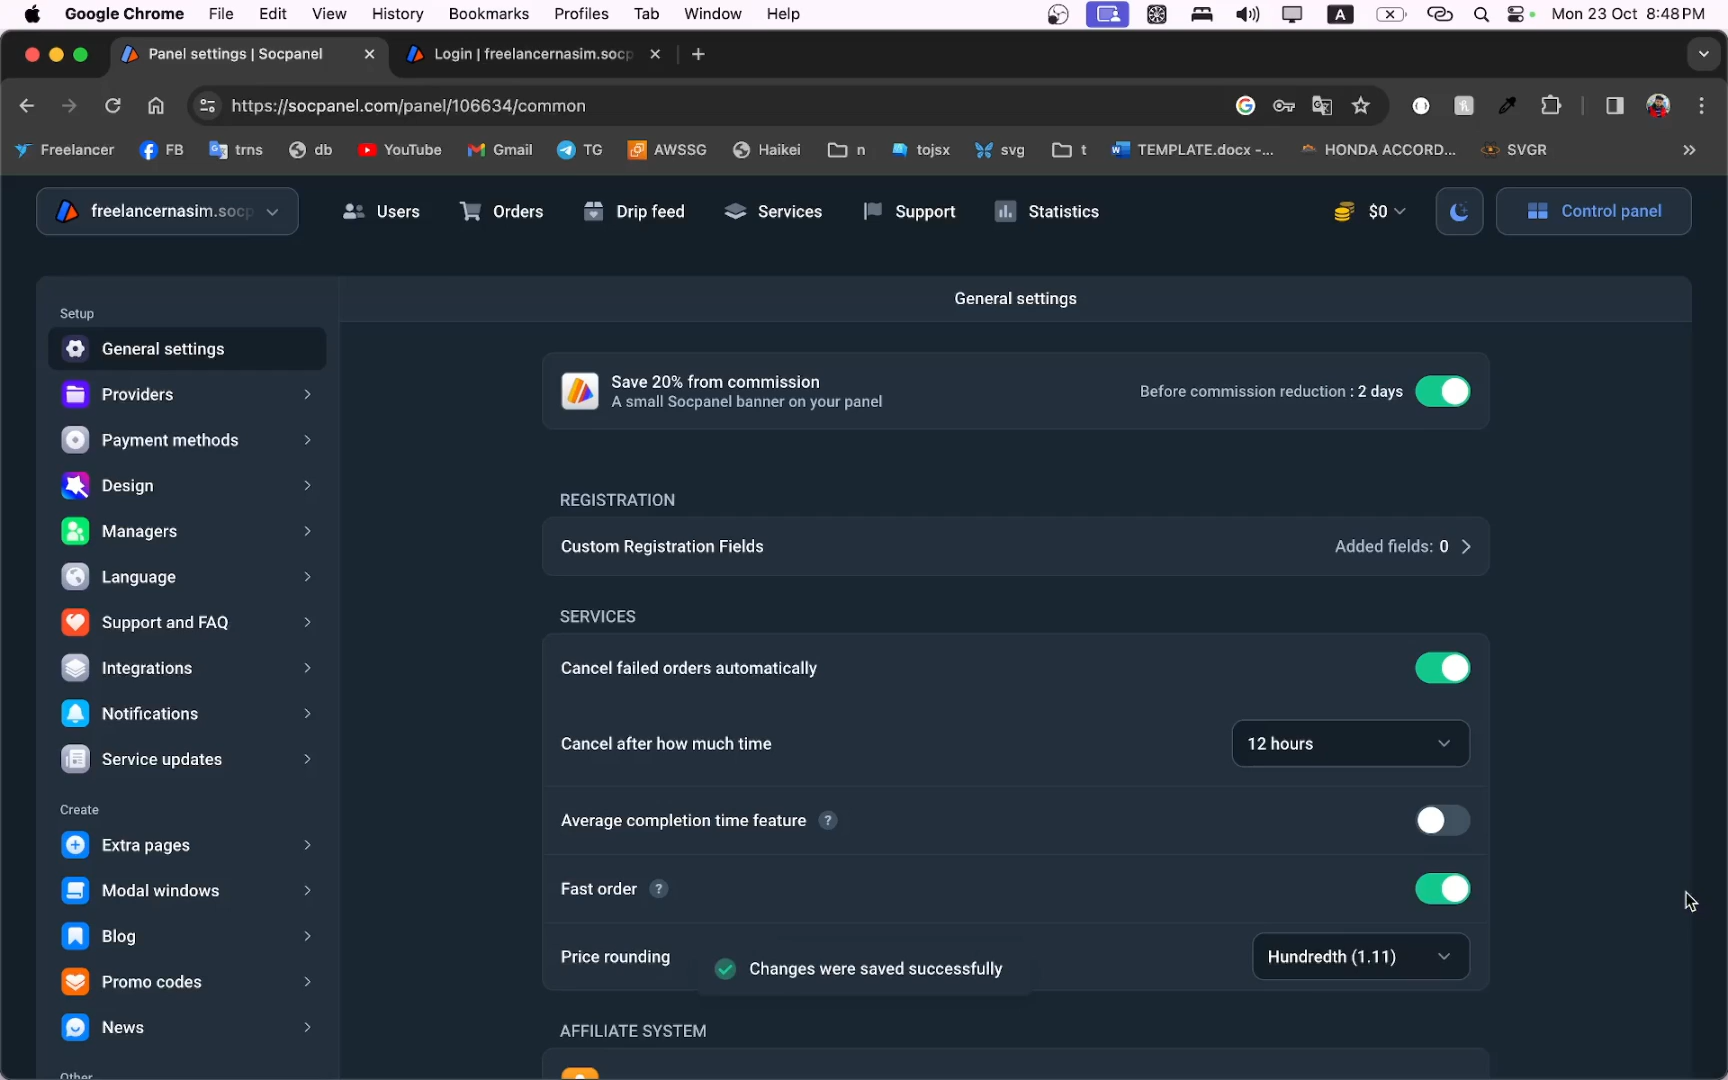 Google Chrome File Edit View History Bookmarks Profiles Tab Window Help A Mon 23 Oct 8:48 PM
Panel settings | Socpanel Login | freelancernasim.socp
https://socpanel.com/panel/106634/common
Freelancer FB trns db YouTube Gmail TG AWSSG Haikei n tojsx svg t TEMPLATE.docx -... HONDA ACCORD... SVGR
freelancernasim.socp Users Orders Drip feed Services Support Statistics $0 Control panel
General settings
Setup
General settings
Providers
Payment methods
Design
Managers
Language
Support and FAQ
Integrations
Notifications
Service updates
Create
Extra pages
Modal windows
Blog
Promo codes
News
Other
Save 20% from commission
A small Socpanel banner on your panel
Before commission reduction : 2 days
REGISTRATION
Custom Registration Fields Added fields: 0
SERVICES
Cancel failed orders automatically
Cancel after how much time 12 hours
Average completion time feature ?
Fast order ?
Price rounding Hundredth (1.11)
Changes were saved successfully
AFFILIATE SYSTEM